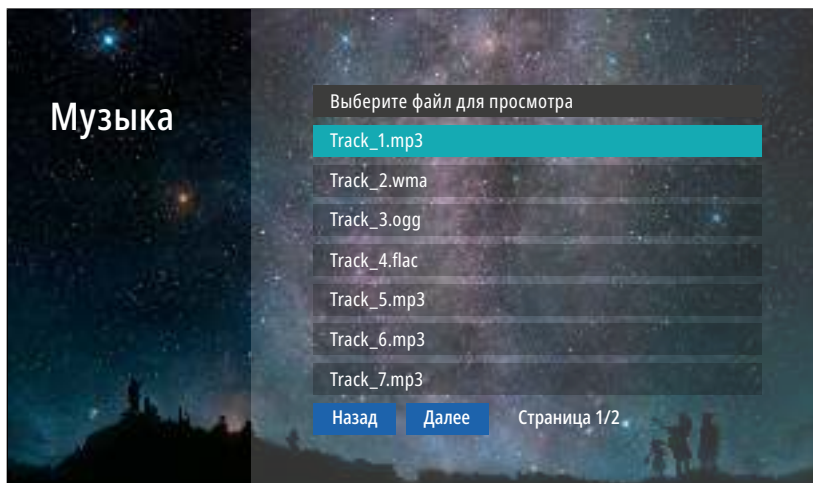 Музыка
Выберите файл для просмотра
Track_1.mp3
Track_2.wma
Track_3.ogg
Track_4.flac
Track_5.mp3
Track_6.mp3
Track_7.mp3
Назад Далее Страница 1/2